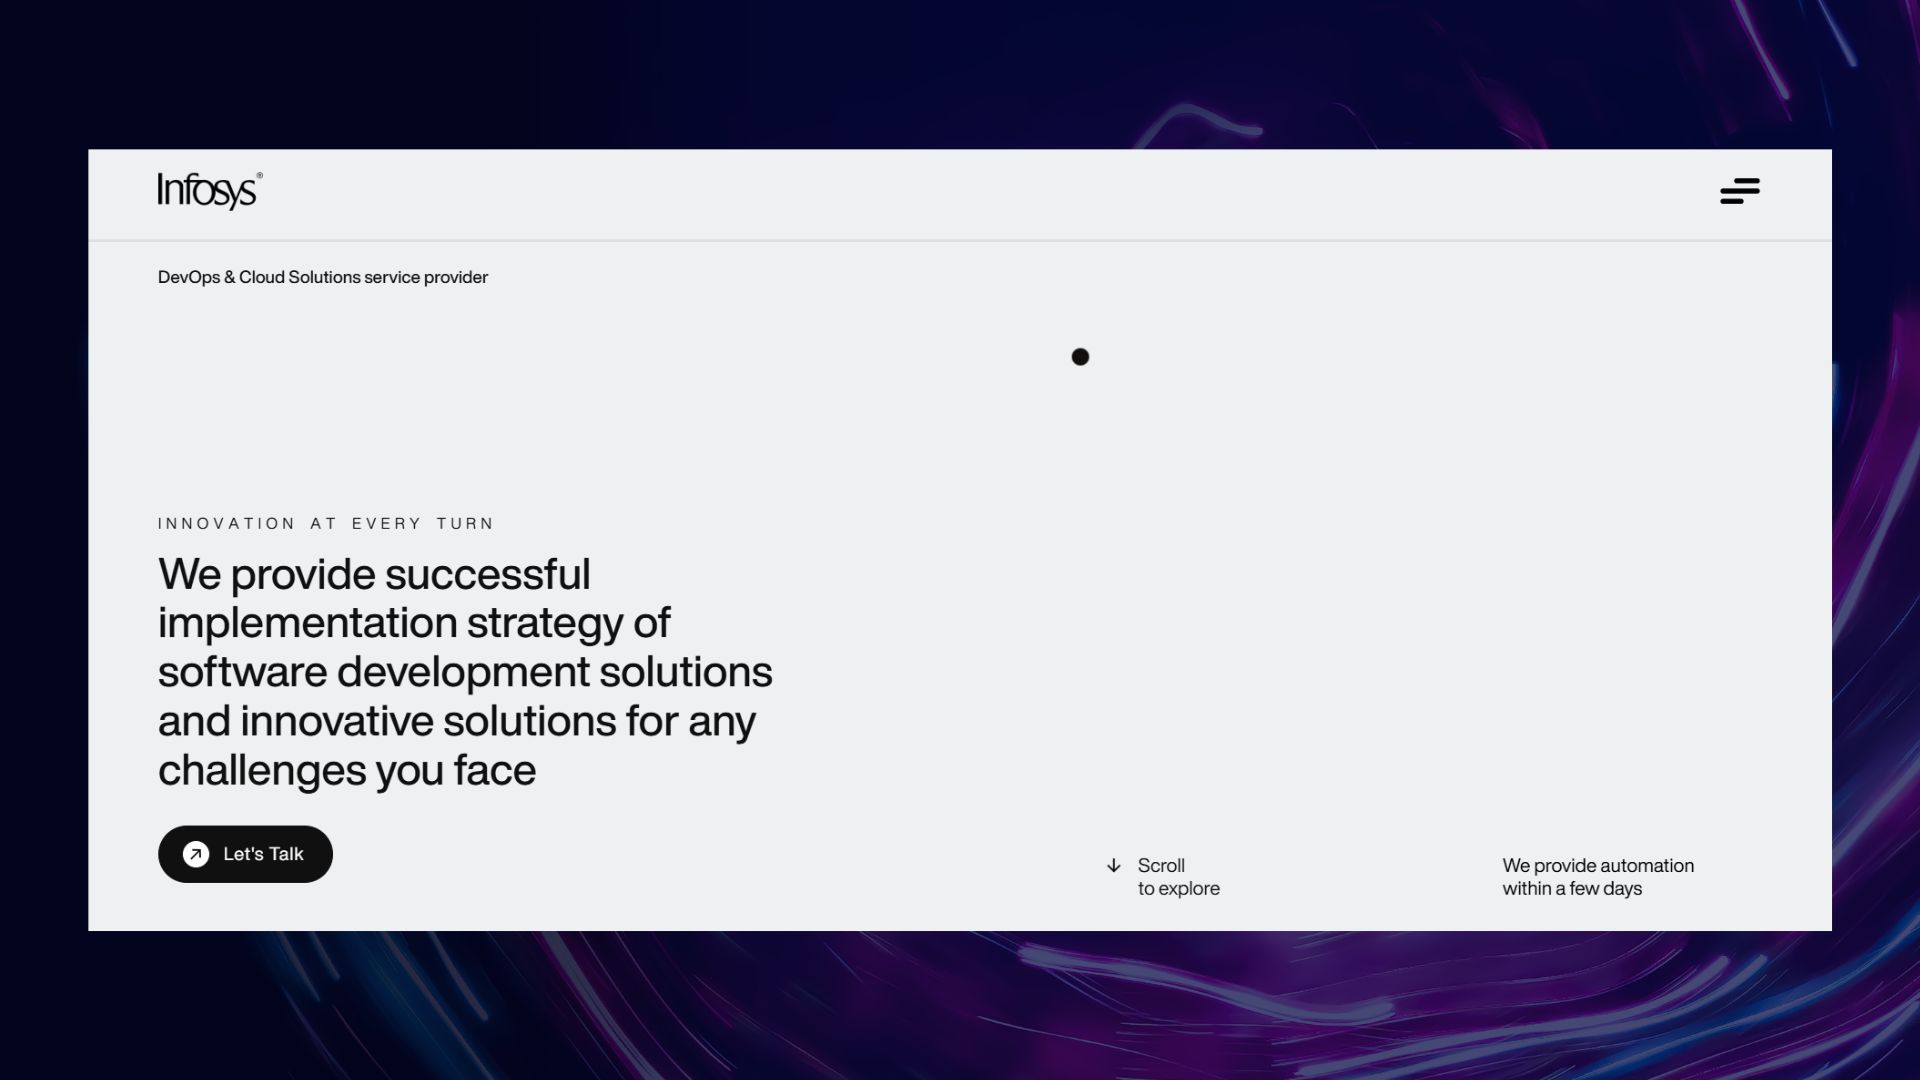 Infosys®
DevOps & Cloud Solutions service provider
INNOVATION AT EVERY TURN
We provide successful
implementation strategy of
software development solutions
and innovative solutions for any
challenges you face
Let's Talk
Scroll
to explore
We provide automation
within a few days